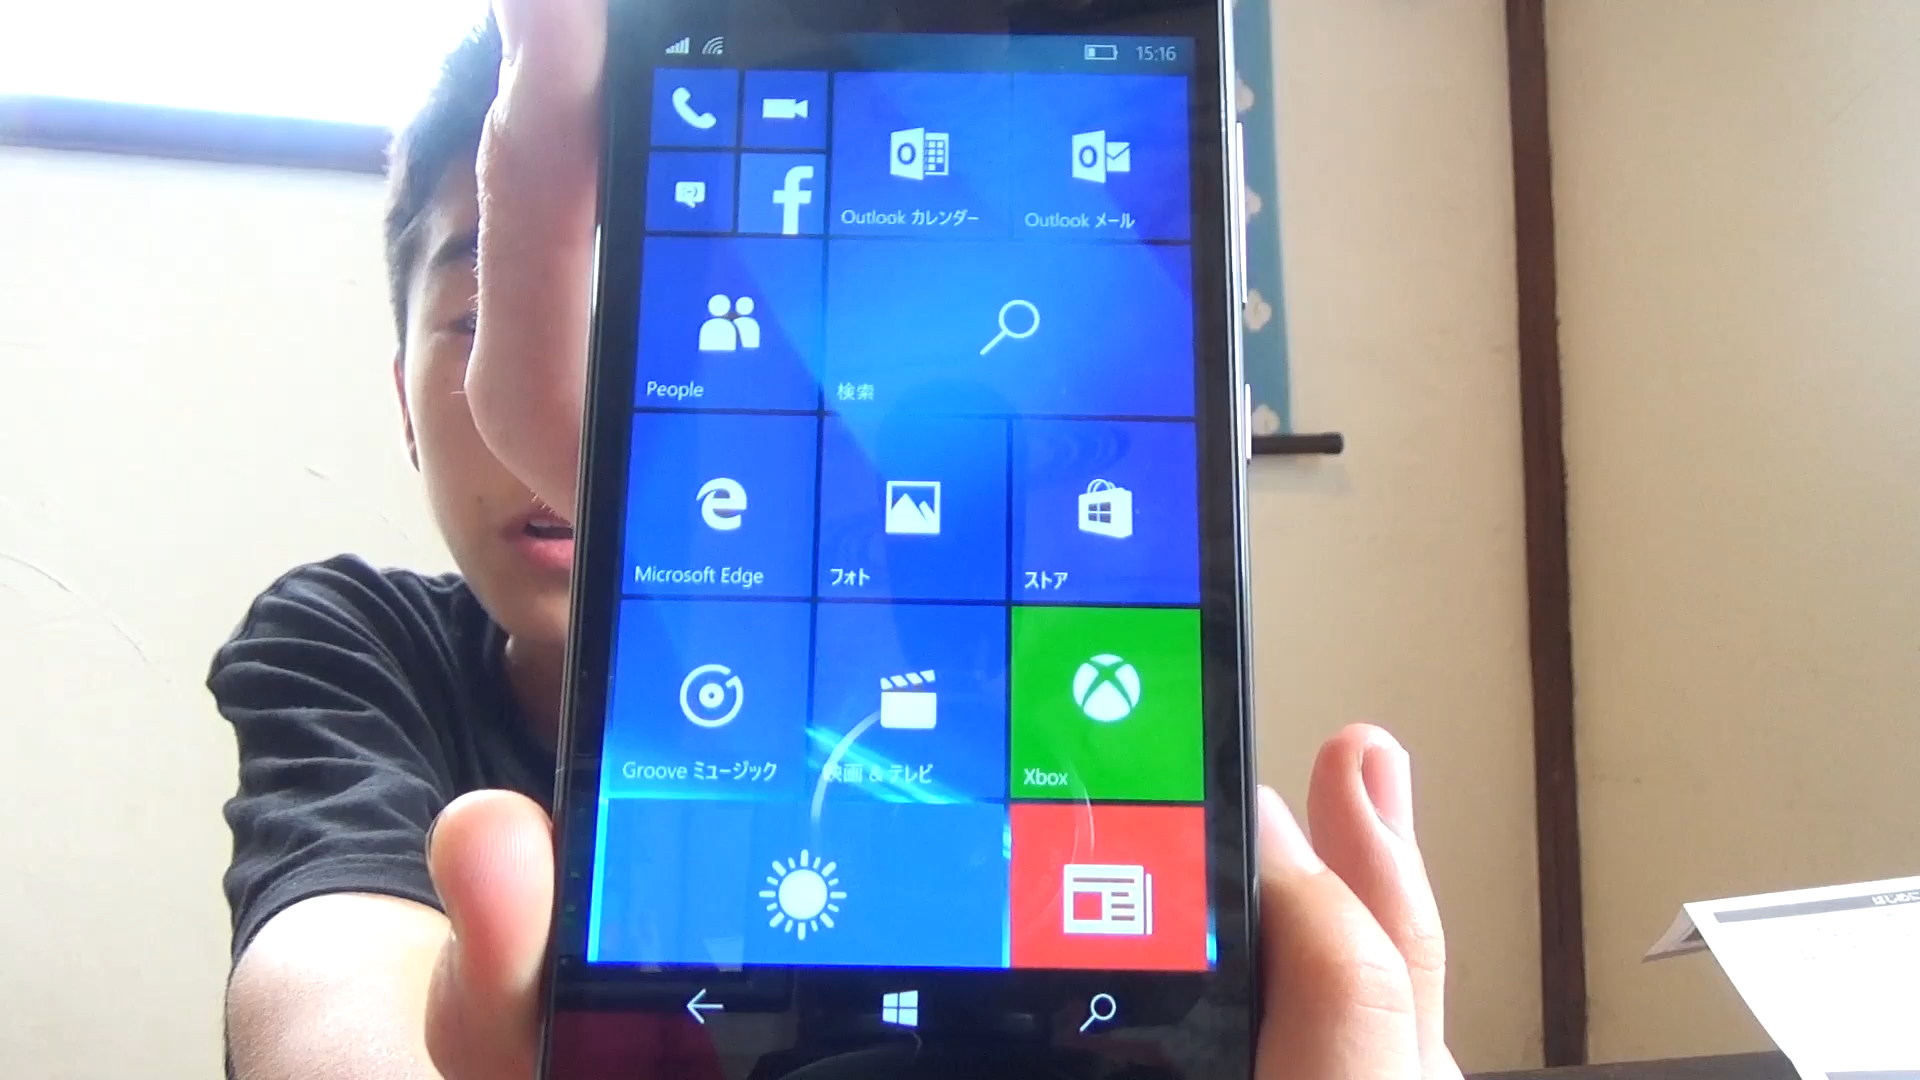 15:16
f
Outlook カレンダー
Outlook メール
People
検索
Microsoft Edge
フォト
ストア
Groove ミュージック
映画 & テレビ
Xbox